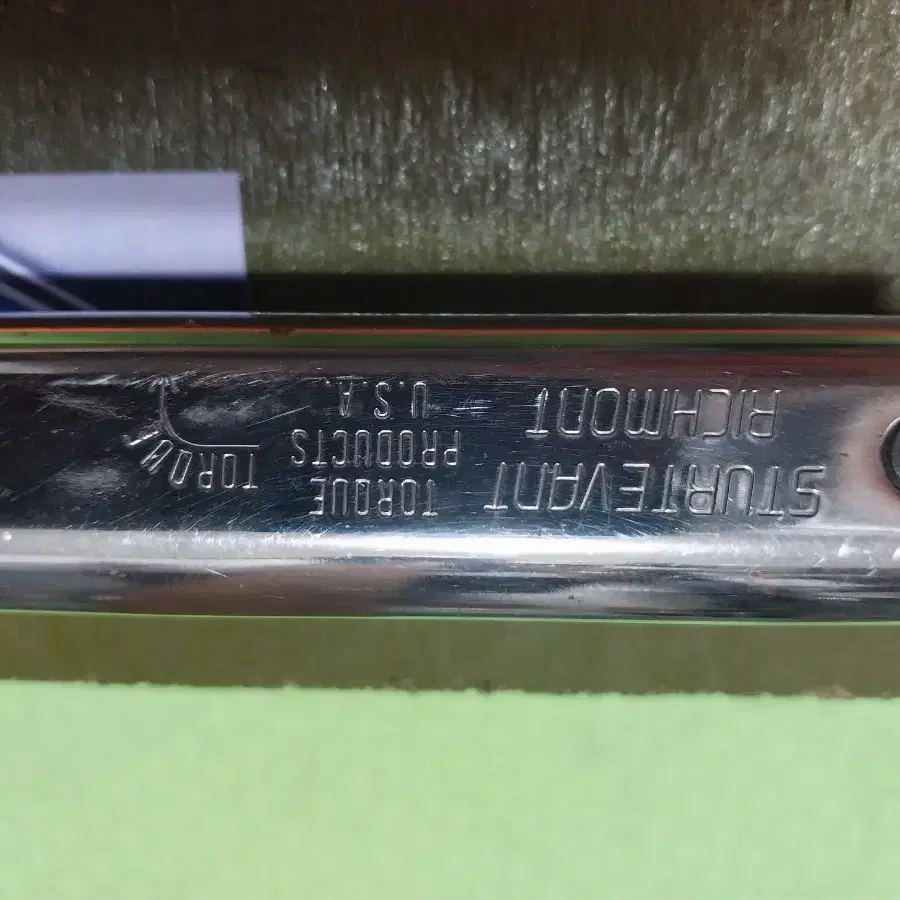 STURTEVANT
RICHMONT
TORQUE
PRODUCTS
U.S.A.
TORQUE